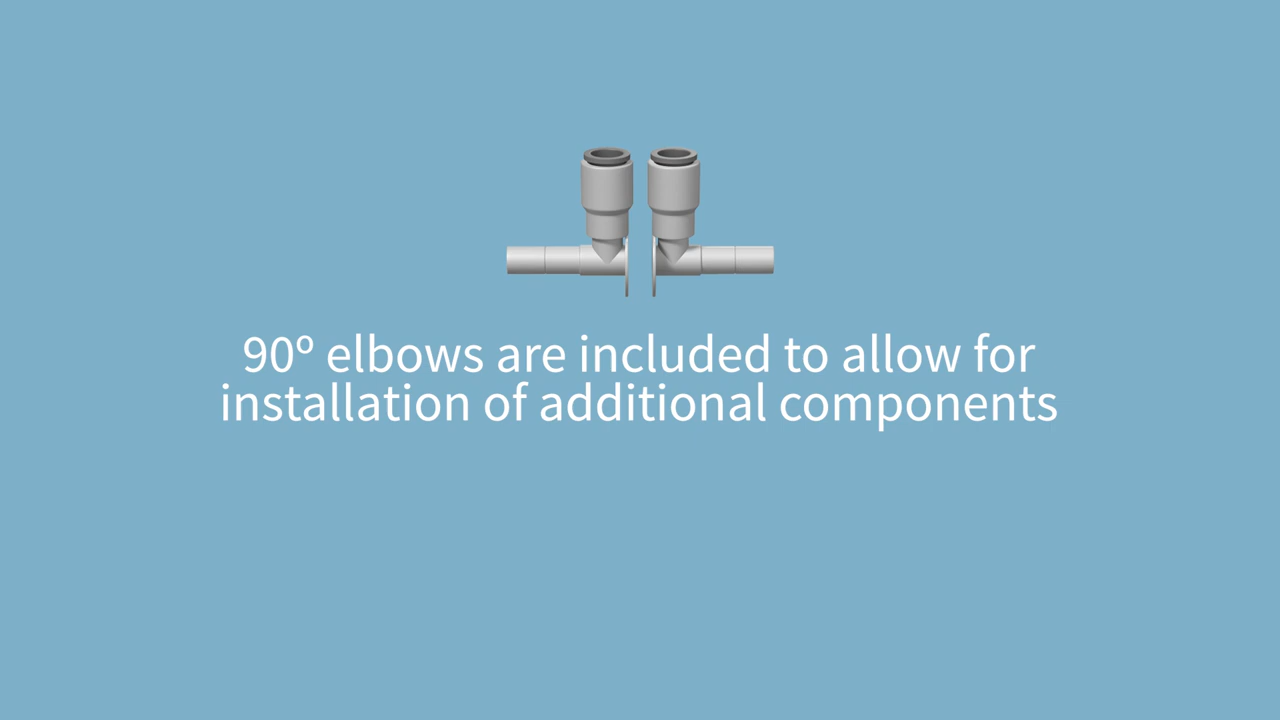 90º elbows are included to allow for
installation of additional components